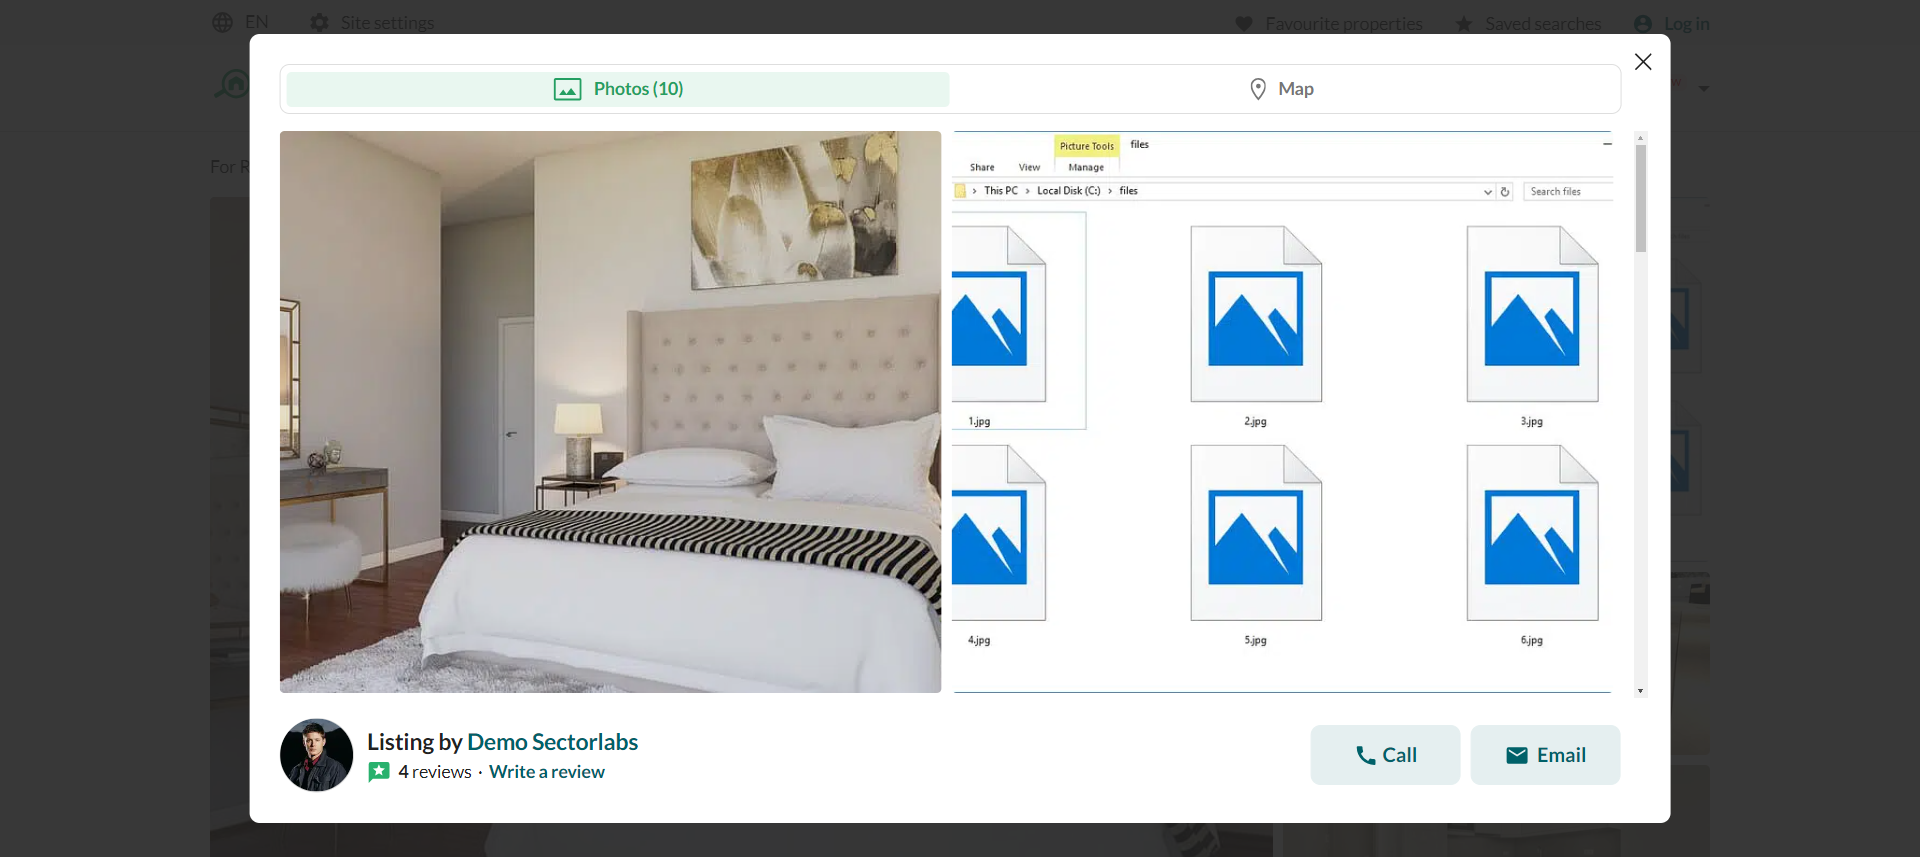 EN
Site settings
Favourite properties
Saved searches
Log in
Photos (10)
Map
For R
Picture Tools
files
Share
View
Manage
This PC > Local Disk (C:) > files
Search files
1.jpg
2.jpg
3.jpg
4.jpg
5.jpg
6.jpg
Listing by Demo Sectorlabs
4 reviews · Write a review
Call
Email